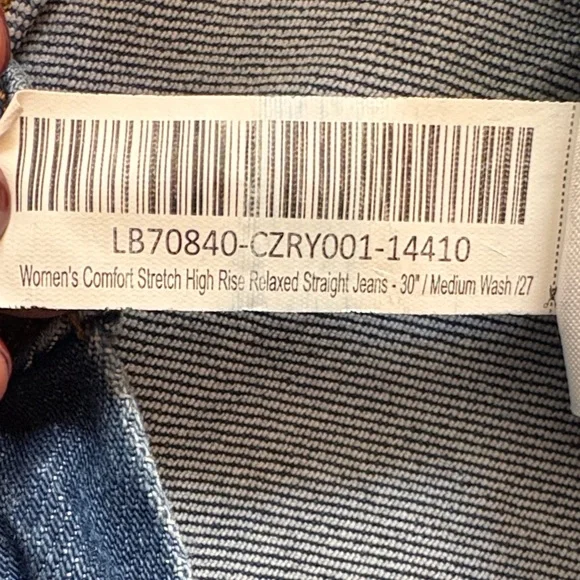 LB70840-CZRY001-14410
Women's Comfort Stretch High Rise Relaxed Straight Jeans - 30" / Medium Wash /27